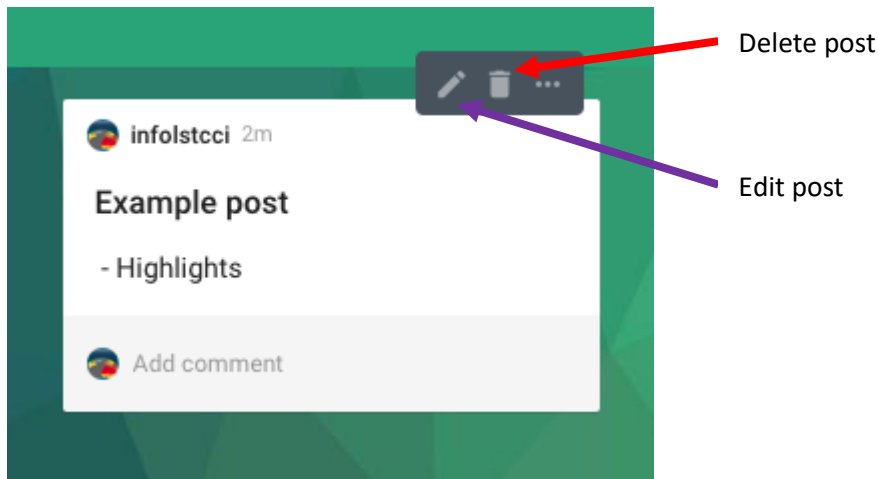 Delete post
infolstcci 2m
Edit post
Example post
- Highlights
Add comment